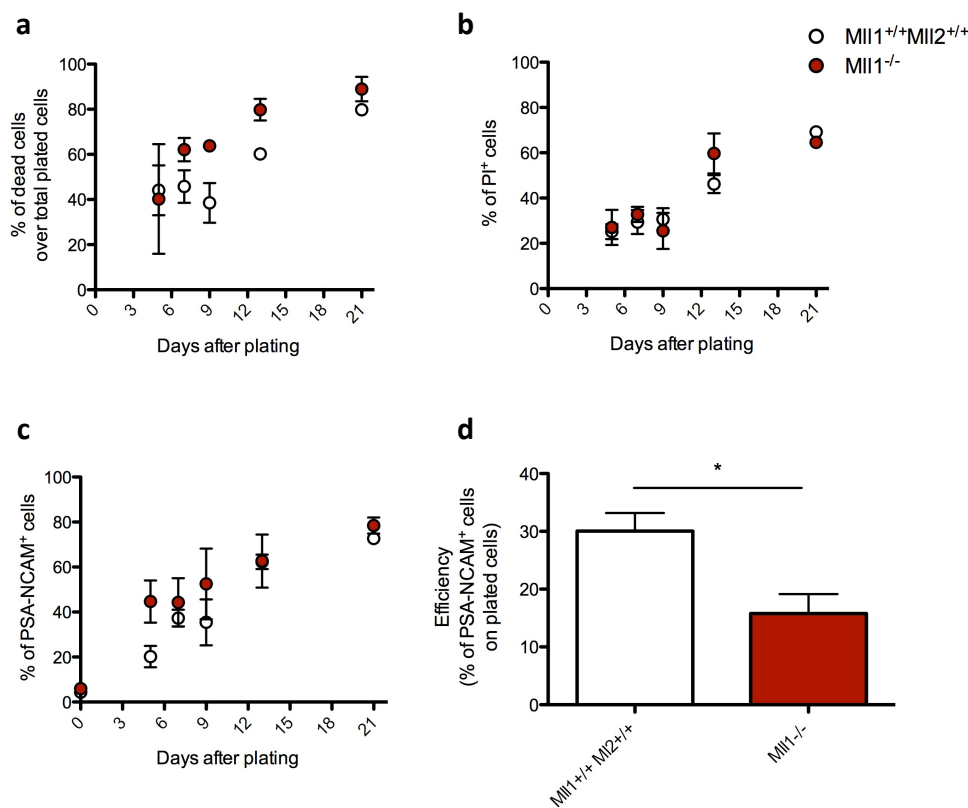 a
% of dead cells
over total plated cells
100
80
60
40
20
0
0 3 6 9 12 15 18 21
Days after plating
b
Mll1+/+Mll2+/+
Mll1-/-
% of PI+ cells
100
80
60
40
20
0
0 3 6 9 12 15 18 21
Days after plating
c
% of PSA-NCAM+ cells
100
80
60
40
20
0
0 3 6 9 12 15 18 21
Days after plating
d
Efficiency
(% of PSA-NCAM+ cells
on plated cells)
40
30
20
10
0
*
Mll1+/+ Ml2+/+
Mll1-/-